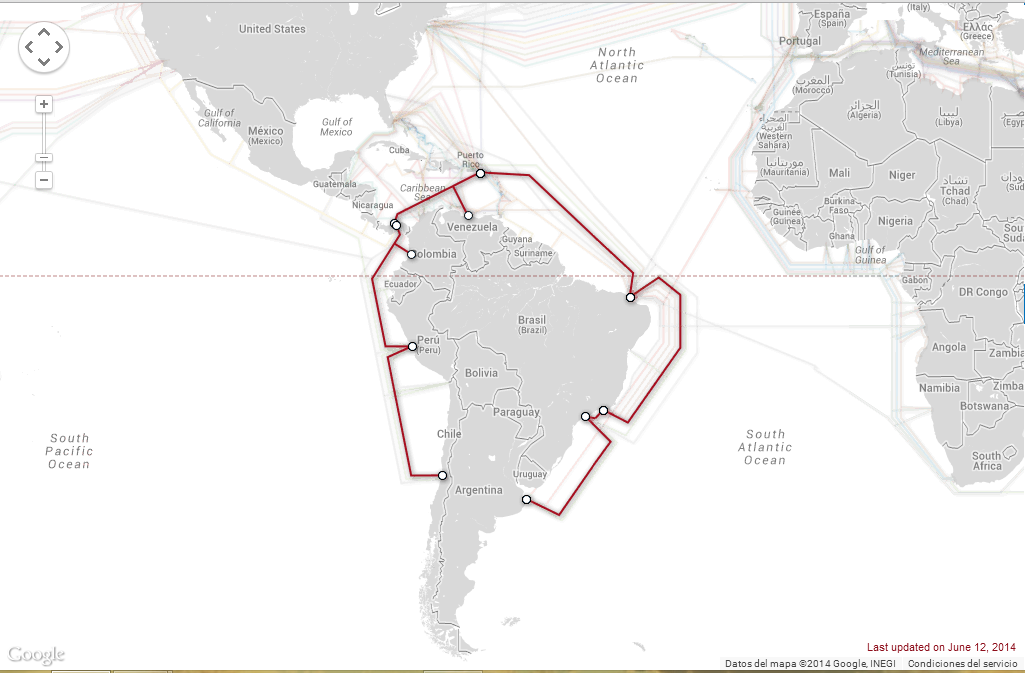 United States
North
Atlantic
Ocean
España
(Spain)
Portugal
(Italy)
Ελλάς
(Greece)
Mediterranean
Sea
تونس
(Tunisia)
المغرب
(Morocco)
الجزائر
(Algeria)
ليبيا
(Libya)
(Egyp
الصحراء
الغربية
(Western
Sahara)
Gulf of
California
México
(Mexico)
Gulf of
Mexico
Cuba
Puerto
Rico
Guatemala
Caribbean
Sea
Nicaragua
موريتانيا
(Mauritania)
Mali
Niger
تشاد
Tchad
(Chad)
(Sud
Burkina
Faso
Guinée
(Guinea)
Nigeria
Ghana
Gulf of
Guinea
Sou
Suda
Venezuela
Guyana
Suriname
olombia
Ecuador
Gabon
DR Congo
Brasil
(Brazil)
Perú
(Peru)
Angola
Zambia
Bolivia
Namibia
Zimba
Botswana
Paraguay
Chile
South
Pacific
Ocean
South
Atlantic
Ocean
South
Africa
Uruguay
Argentina
Last updated on June 12, 2014
Google
Datos del mapa ©2014 Google, INEGI
Condiciones del servicio